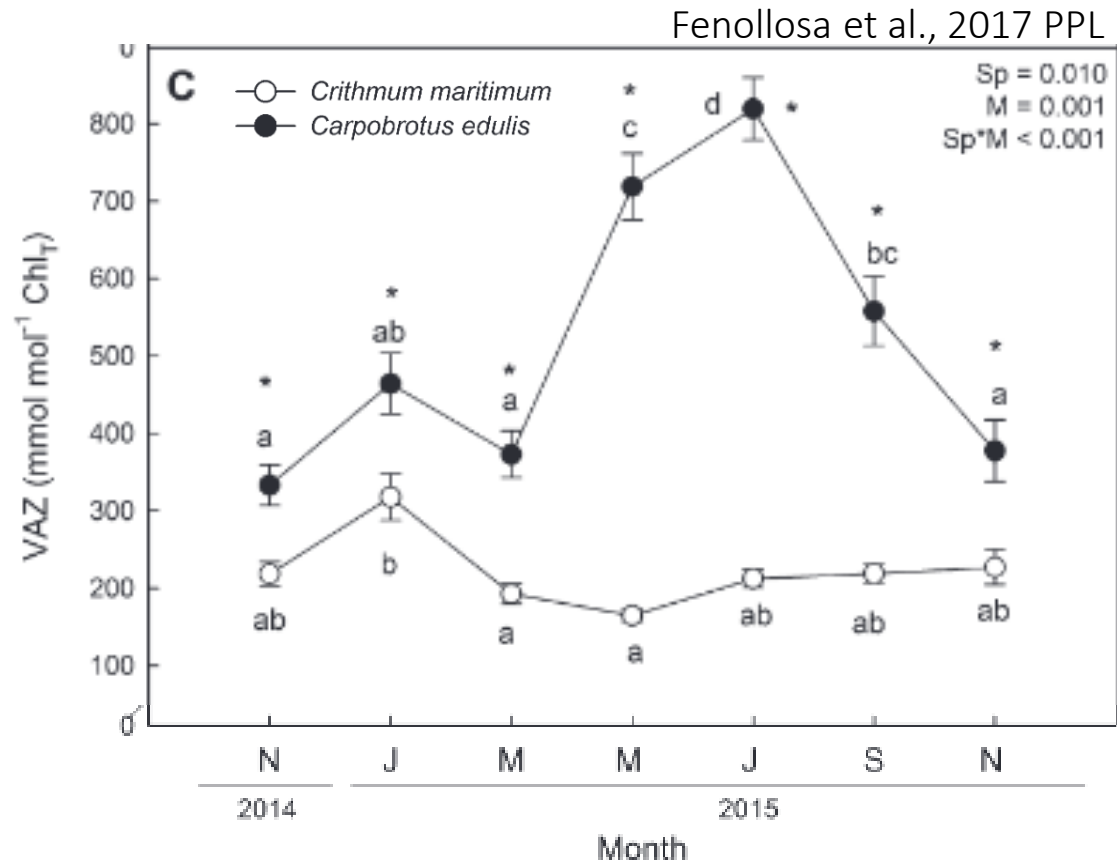 Fenollosa et al., 2017 PPL
C
Crithmum maritimum
Carpobrotus edulis
Sp = 0.010
M = 0.001
Sp*M < 0.001
VAZ (mmol mol⁻¹ Chl_T)
0
800
700
600
500
400
300
200
100
0
* * * * * * *
a ab a c d bc a
ab b a a ab ab ab
N J M M J S N
2014 2015
Month